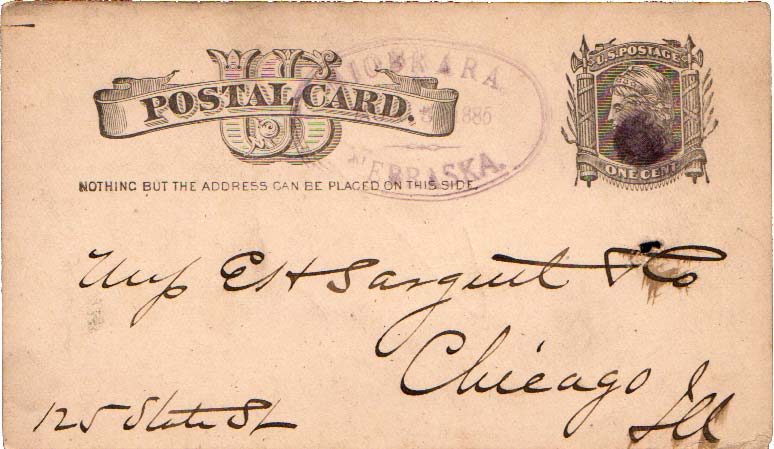 U.S. POSTAGE
POSTAL CARD.
NIOBRARA.
1885
NEBRASKA.
ONE CENT
NOTHING BUT THE ADDRESS CAN BE PLACED ON THIS SIDE.
E H Sargent & Co
Chicago
Ill
125 State St